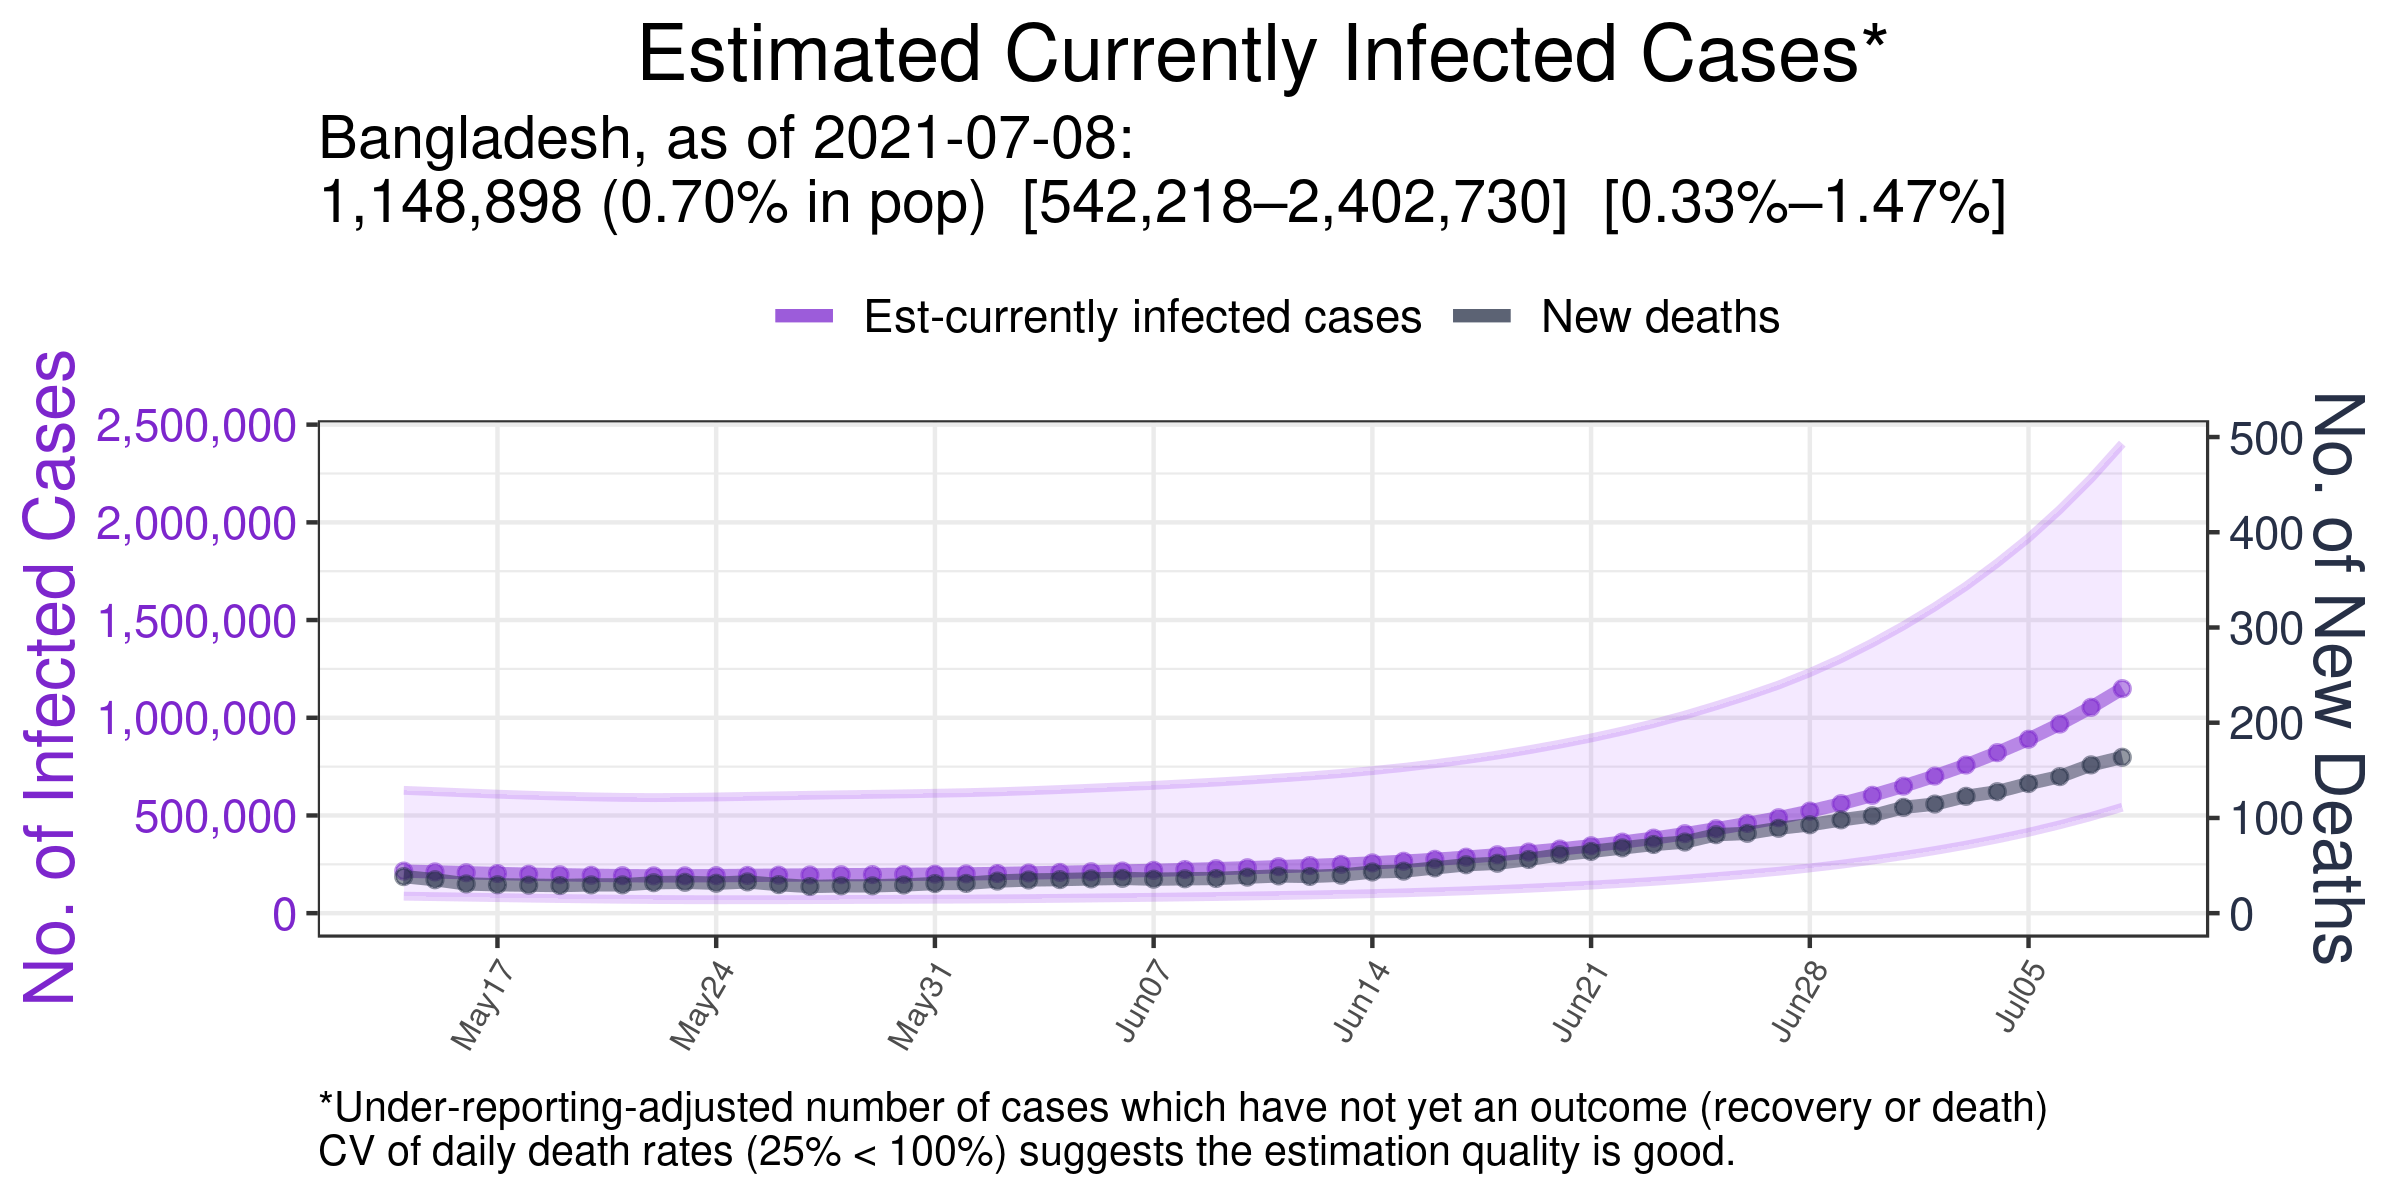 Estimated Currently Infected Cases*
Bangladesh, as of 2021-07-08:
1,148,898 (0.70% in pop)  [542,218–2,402,730]  [0.33%–1.47%]
Est-currently infected cases
New deaths
No. of Infected Cases
2,500,000
2,000,000
1,500,000
1,000,000
500,000
0
500
400
300
200
100
0
No. of New Deaths
May17
May24
May31
Jun07
Jun14
Jun21
Jun28
Jul05
*Under-reporting-adjusted number of cases which have not yet an outcome (recovery or death)
CV of daily death rates (25% < 100%) suggests the estimation quality is good.